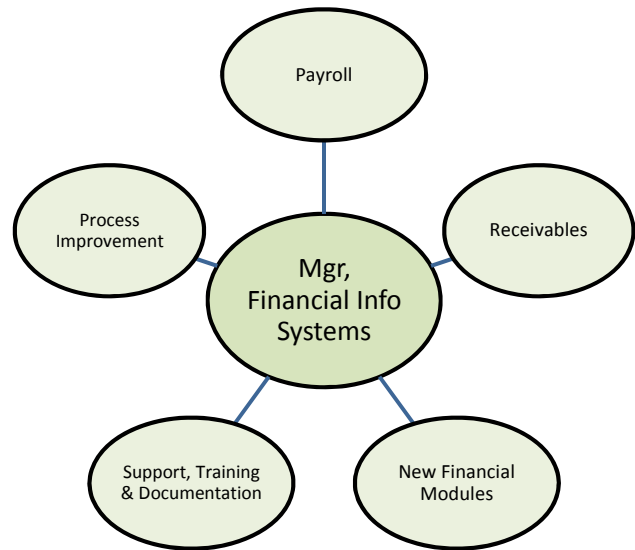 Payroll
Process
Improvement
Receivables
Mgr,
Financial Info
Systems
Support, Training
& Documentation
New Financial
Modules